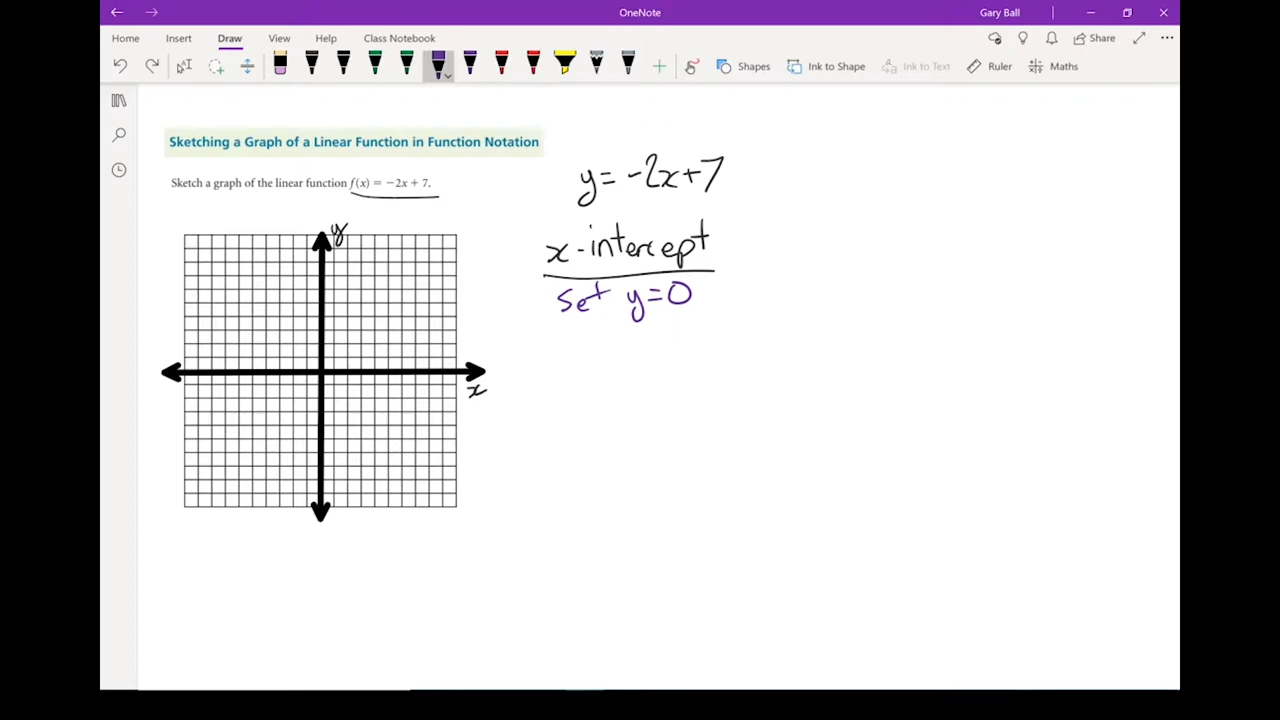 OneNote
Gary Ball
Home Insert Draw View Help Class Notebook
Share
Shapes Ink to Shape Ink to Text Ruler Maths
Sketching a Graph of a Linear Function in Function Notation
Sketch a graph of the linear function f(x) = −2x + 7.
y = -2x+7
y
x-intercept
Set y=0
x